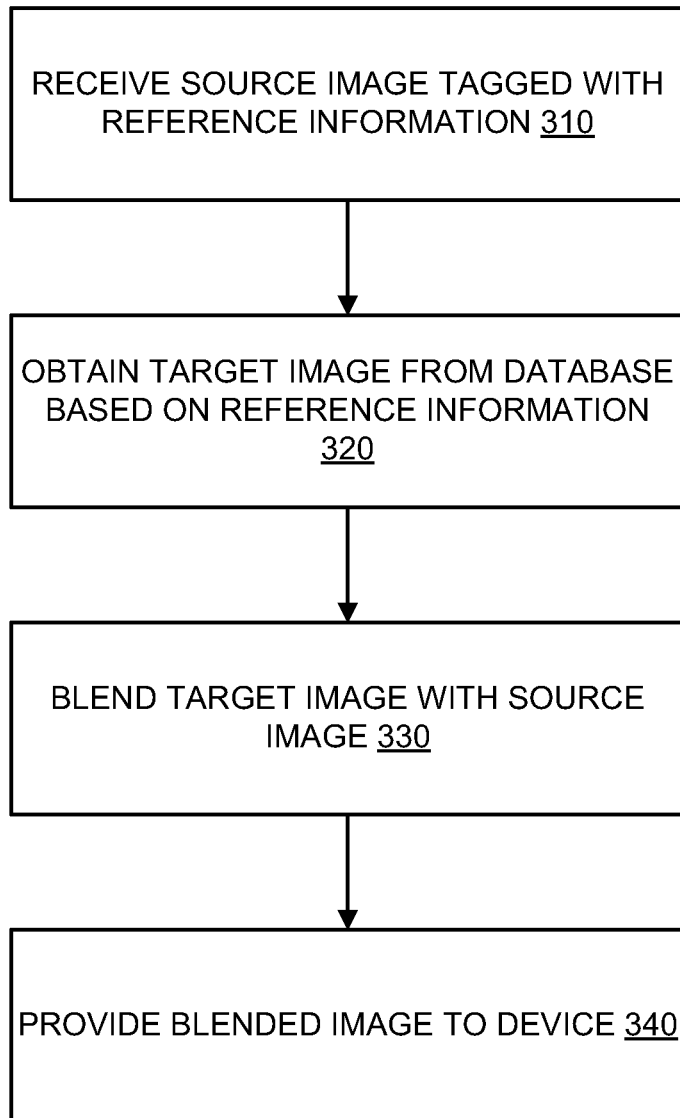 RECEIVE SOURCE IMAGE TAGGED WITH
REFERENCE INFORMATION 310
OBTAIN TARGET IMAGE FROM DATABASE
BASED ON REFERENCE INFORMATION
320
BLEND TARGET IMAGE WITH SOURCE
IMAGE 330
PROVIDE BLENDED IMAGE TO DEVICE 340